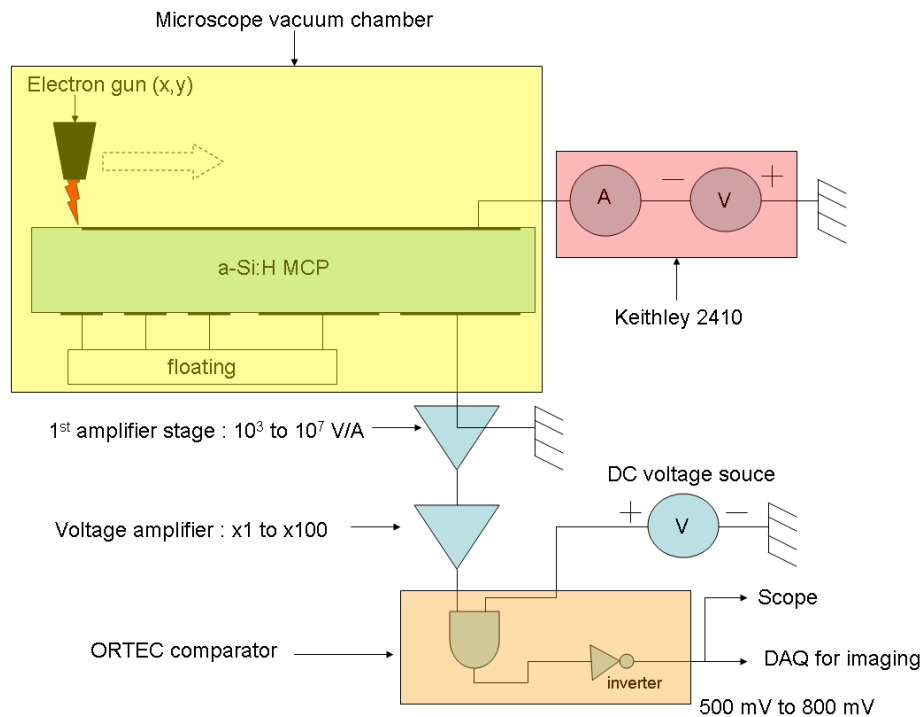 Microscope vacuum chamber
Electron gun (x,y)
A
−
V
+
a-Si:H MCP
Keithley 2410
floating
1st amplifier stage : 10³ to 10⁷ V/A
DC voltage souce
+
V
−
Voltage amplifier : x1 to x100
Scope
ORTEC comparator
DAQ for imaging
inverter
500 mV to 800 mV